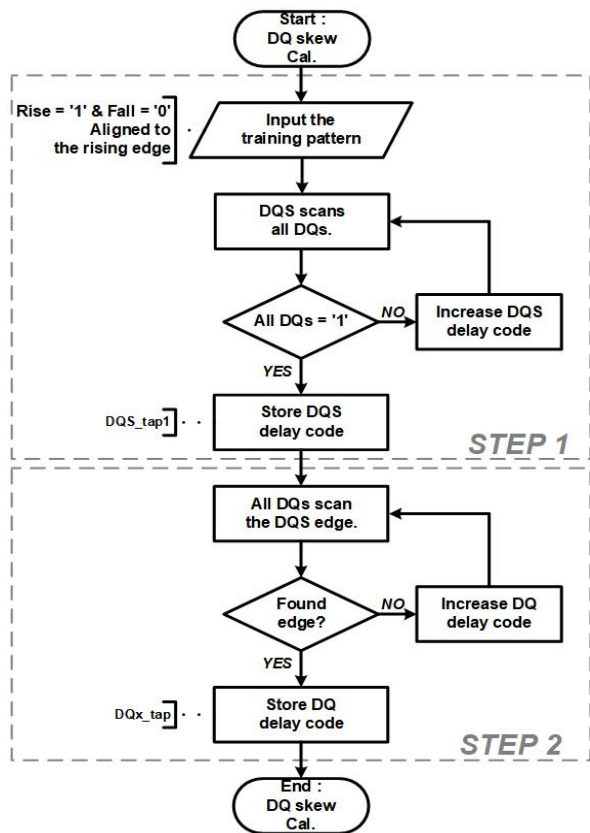 Start :
DQ skew
Cal.
Rise = '1' & Fall = '0'
Aligned to
the rising edge
Input the
training pattern
DQS scans
all DQs.
All DQs = '1'
NO
Increase DQS
delay code
YES
DQS_tap1
Store DQS
delay code
STEP 1
All DQs scan
the DQS edge.
Found
edge?
NO
Increase DQ
delay code
YES
DQx_tap
Store DQ
delay code
STEP 2
End :
DQ skew
Cal.